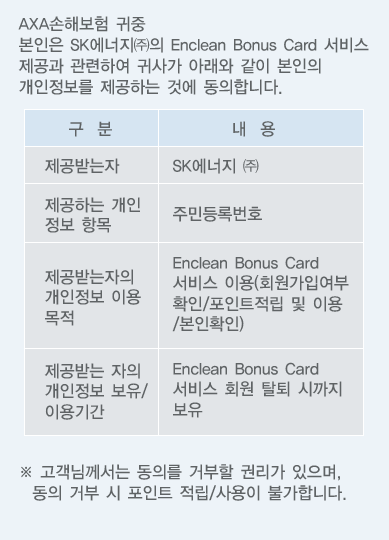 AXA손해보험 귀중
본인은 SK에너지㈜의 Enclean Bonus Card 서비스
제공과 관련하여 귀사가 아래와 같이 본인의
개인정보를 제공하는 것에 동의합니다.
구 분 내 용
제공받는자 SK에너지 ㈜
제공하는 개인
정보 항목
주민등록번호
제공받는자의
개인정보 이용
목적
Enclean Bonus Card
서비스 이용(회원가입여부
확인/포인트적립 및 이용
/본인확인)
제공받는 자의
개인정보 보유/
이용기간
Enclean Bonus Card
서비스 회원 탈퇴 시까지
보유
※ 고객님께서는 동의를 거부할 권리가 있으며,
동의 거부 시 포인트 적립/사용이 불가합니다.